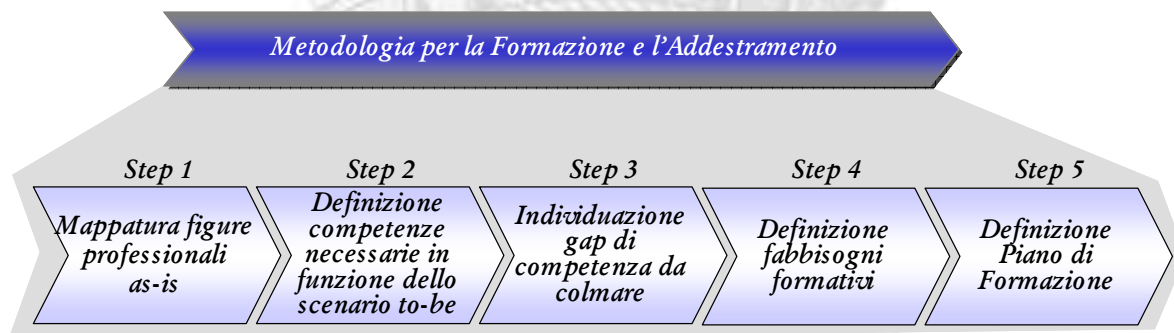 Metodologia per la Formazione e l'Addestramento
Step 1
Mappatura figure
professionali
as-is
Step 2
Definizione
competenze
necessarie in
funzione dello
scenario to-be
Step 3
Individuazione
gap di
competenza da
colmare
Step 4
Definizione
fabbisogni
formativi
Step 5
Definizione
Piano di
Formazione